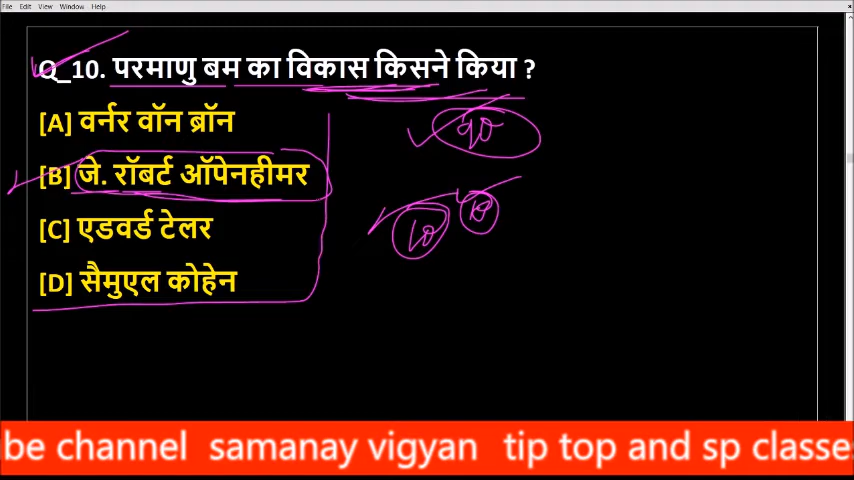 File Edit View Window Help
Q_10. परमाणु बम का विकास किसने किया ?
[A] वर्नर वॉन ब्रॉन
[B] जे. रॉबर्ट ऑपेनहीमर
[C] एडवर्ड टेलर
[D] सैमुएल कोहेन
10
be channel samanay vigyan tip top and sp classe